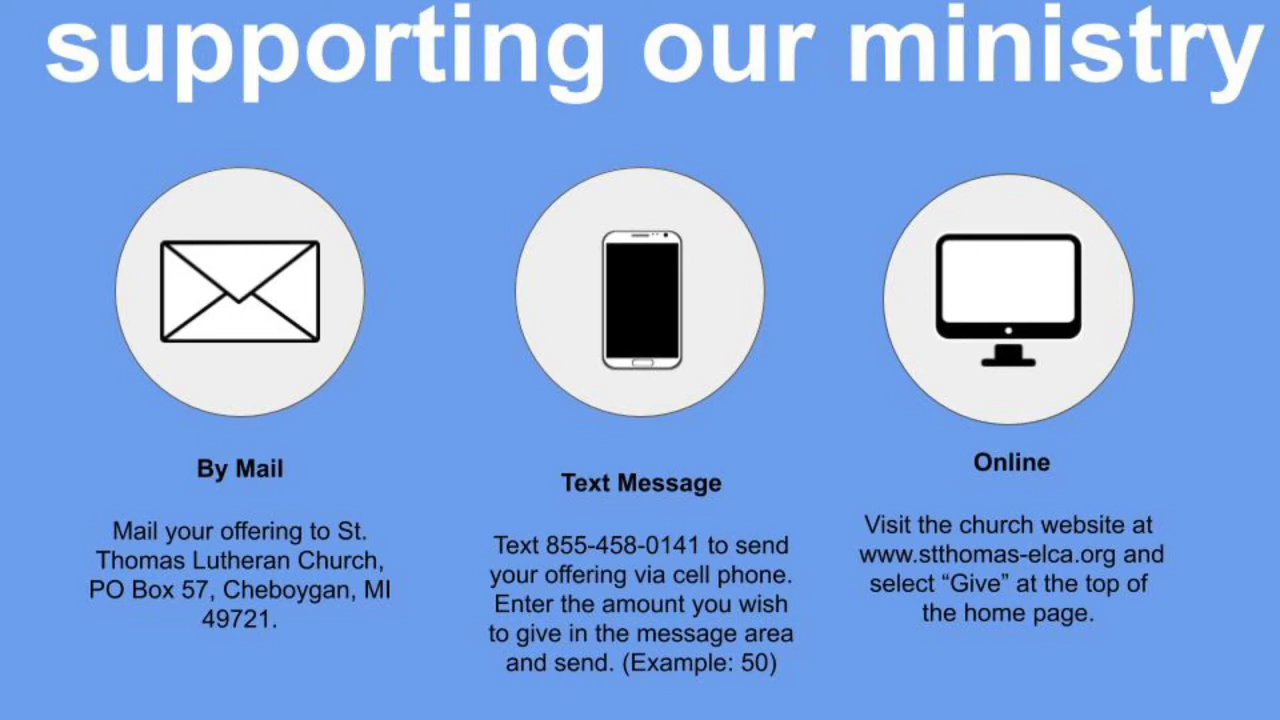 supporting our ministry
By Mail
Mail your offering to St.
Thomas Lutheran Church,
PO Box 57, Cheboygan, MI
49721.
Text Message
Text 855-458-0141 to send
your offering via cell phone.
Enter the amount you wish
to give in the message area
and send. (Example: 50)
Online
Visit the church website at
www.stthomas-elca.org and
select “Give” at the top of
the home page.